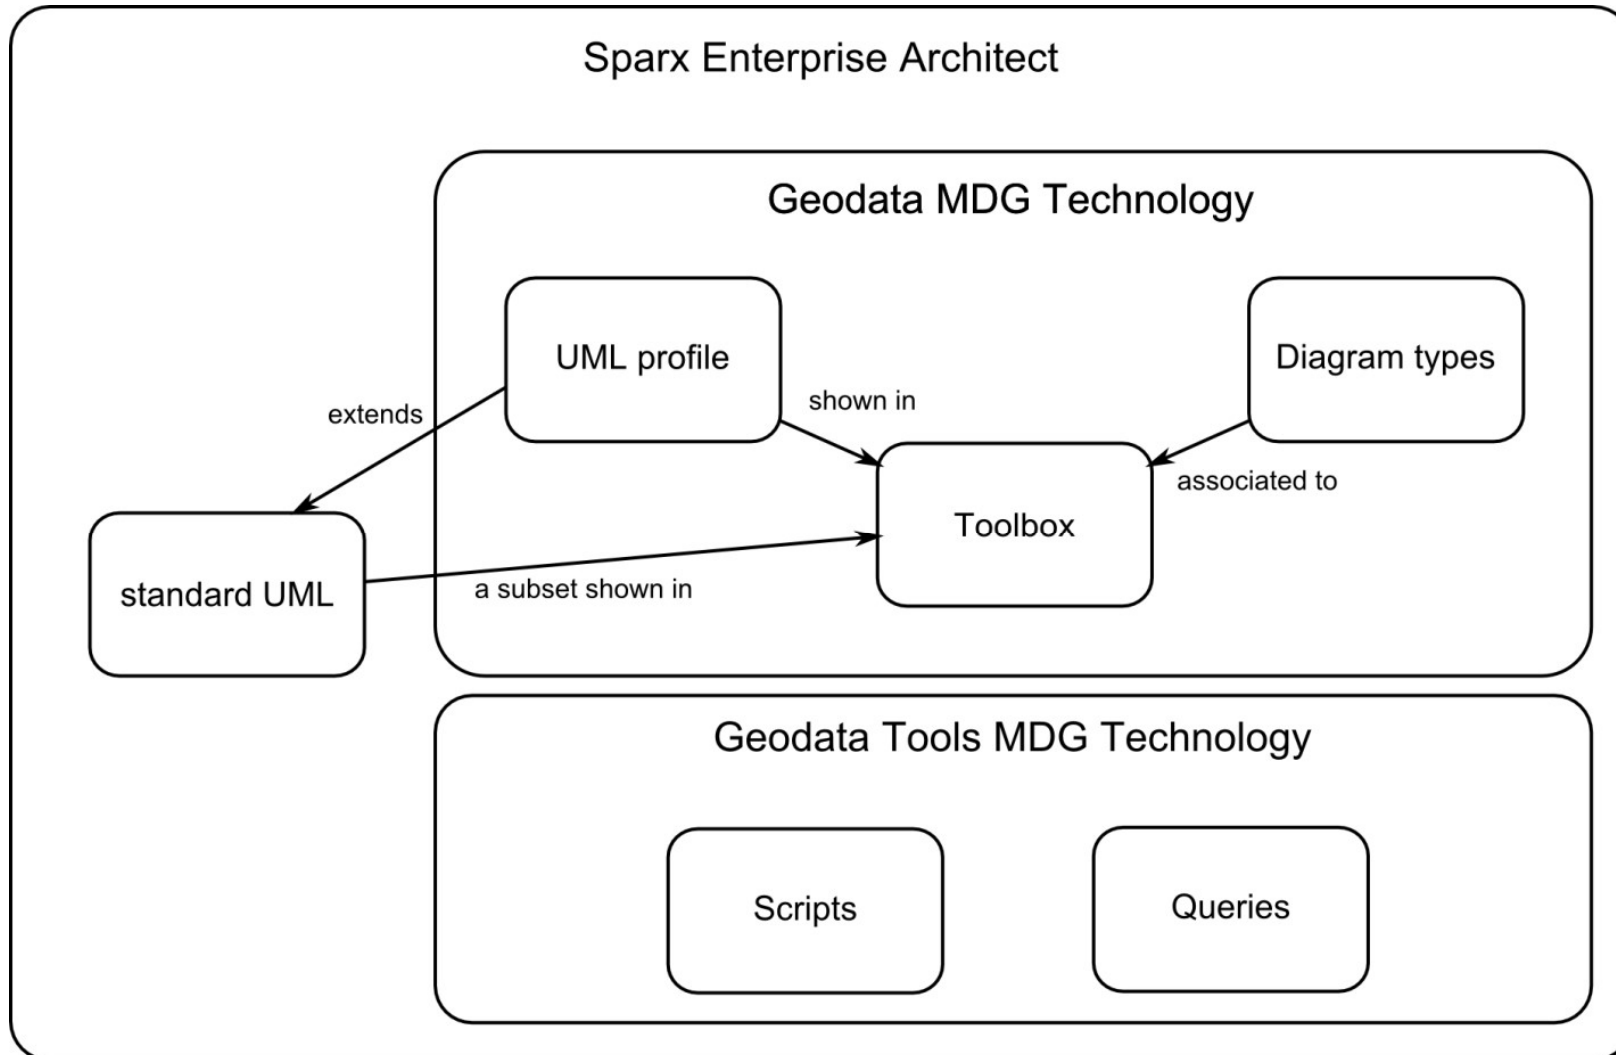 Sparx Enterprise Architect
Geodata MDG Technology
UML profile
Diagram types
shown in
extends
associated to
Toolbox
standard UML
a subset shown in
Geodata Tools MDG Technology
Scripts
Queries